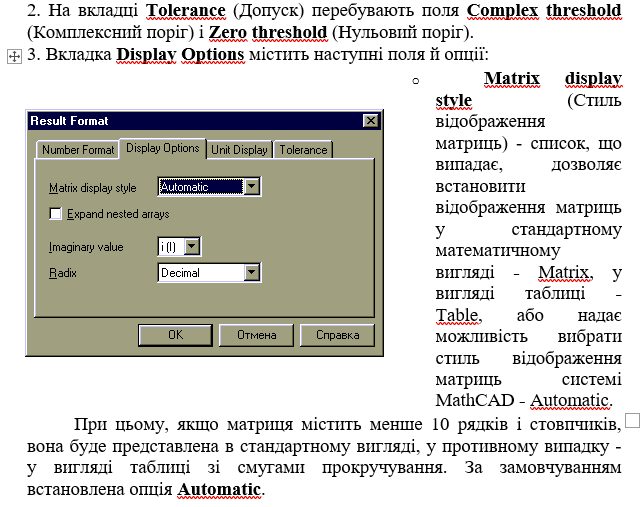 2. На вкладці Tolerance (Допуск) перебувають поля Complex threshold
(Комплексний поріг) і Zero threshold (Нульовий поріг).
3. Вкладка Display Options містить наступні поля й опції:
Result Format
Number Format
Display Options
Unit Display
Tolerance
Matrix display style
Automatic
Expand nested arrays
Imaginary value
i (I)
Radix
Decimal
OK
Отмена
Справка
Matrix display
style (Стиль
відображення
матриць) - список, що
випадає, дозволяє
встановити
відображення матриць
у стандартному
математичному
вигляді - Matrix, у
вигляді таблиці -
Table, або надає
можливість вибрати
стиль відображення
матриць системі
MathCAD - Automatic.
При цьому, якщо матриця містить менше 10 рядків і стовпчиків,
вона буде представлена в стандартному вигляді, у противному випадку -
у вигляді таблиці зі смугами прокручування. За замовчуванням
встановлена опція Automatic.